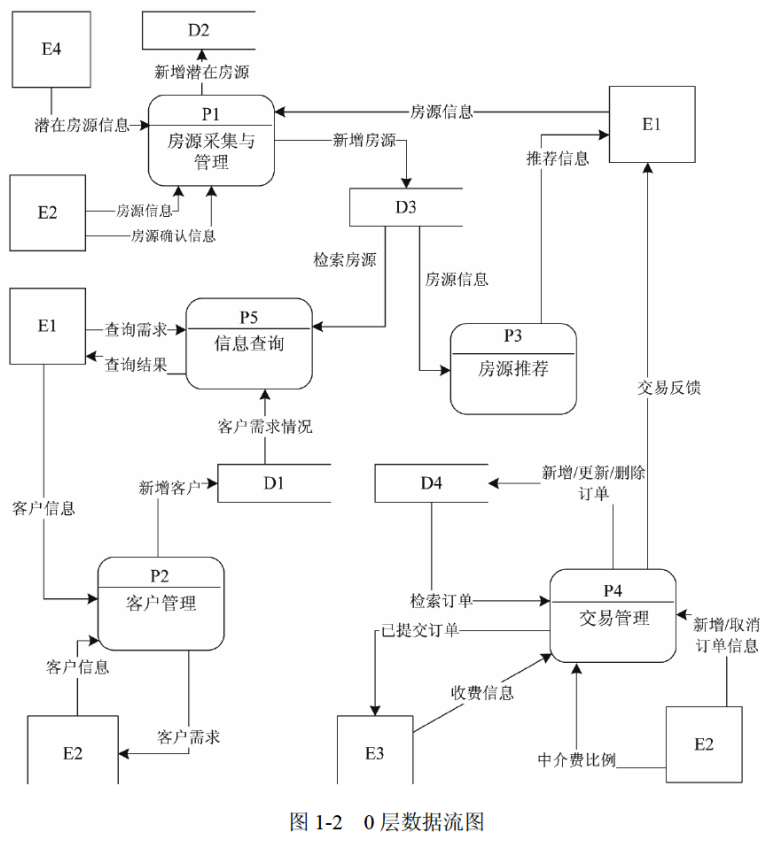 E4
D2
新增潜在房源
潜在房源信息
P1
房源采集与
管理
房源信息
E1
新增房源
推荐信息
E2
房源信息
房源确认信息
D3
检索房源
房源信息
E1
查询需求
查询结果
P5
信息查询
P3
房源推荐
交易反馈
客户需求情况
新增客户
D1
D4
新增/更新/删除
订单
客户信息
P2
客户管理
检索订单
已提交订单
P4
交易管理
新增/取消
订单信息
客户信息
收费信息
E2
客户需求
E3
中介费比例
E2
图 1-2 0 层数据流图